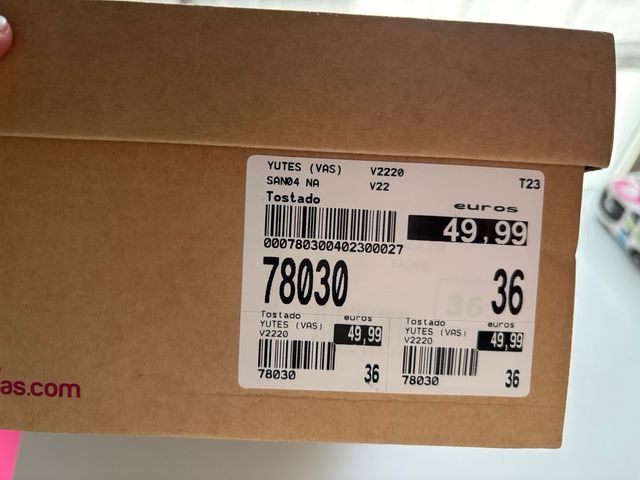 YUTES (VAS) V2220
SAN04 NA V22 T23
Tostado euros
49,99
000780300402300027
78030 36
Tostado euros
YUTES (VAS) 49,99
V2220
78030 36
Tostado euros
YUTES (VAS) 49,99
V2220
78030 36
as.com